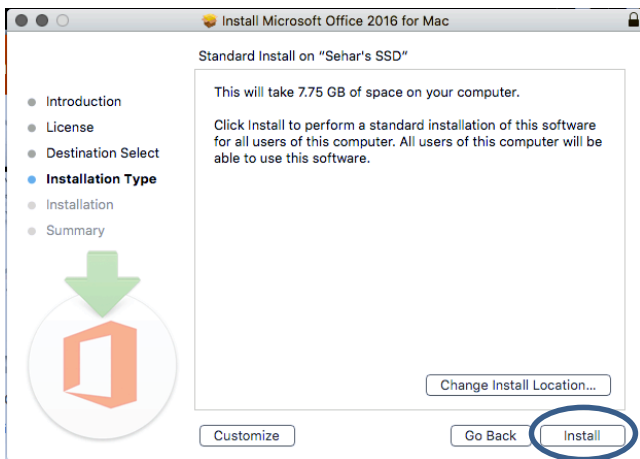 Install Microsoft Office 2016 for Mac
Standard Install on "Sehar's SSD"
Introduction
License
Destination Select
Installation Type
Installation
Summary
This will take 7.75 GB of space on your computer.
Click Install to perform a standard installation of this software
for all users of this computer. All users of this computer will be
able to use this software.
Change Install Location...
Customize
Go Back
Install